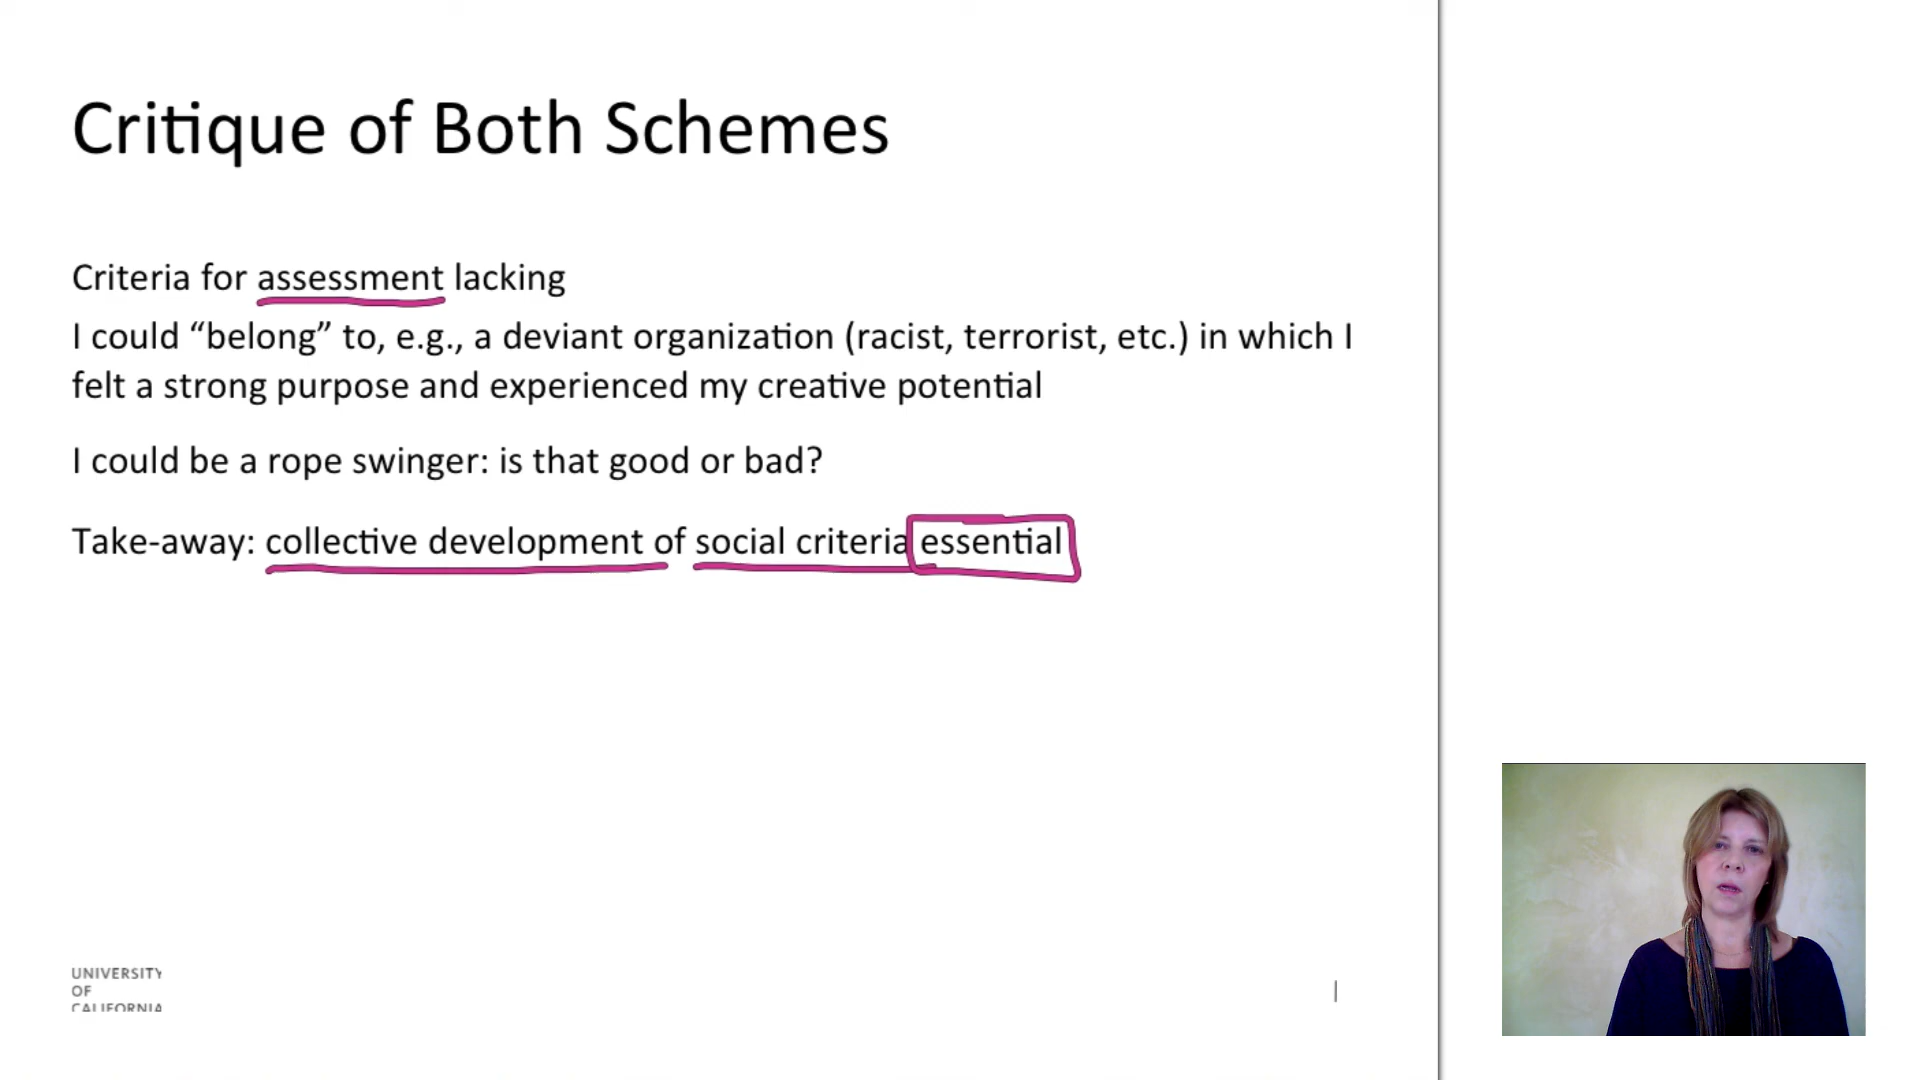 Critique of Both Schemes
Criteria for assessment lacking
I could “belong” to, e.g., a deviant organization (racist, terrorist, etc.) in which I
felt a strong purpose and experienced my creative potential
I could be a rope swinger: is that good or bad?
Take-away: collective development of social criteria essential
UNIVERSITY
OF
CALIFORNIA